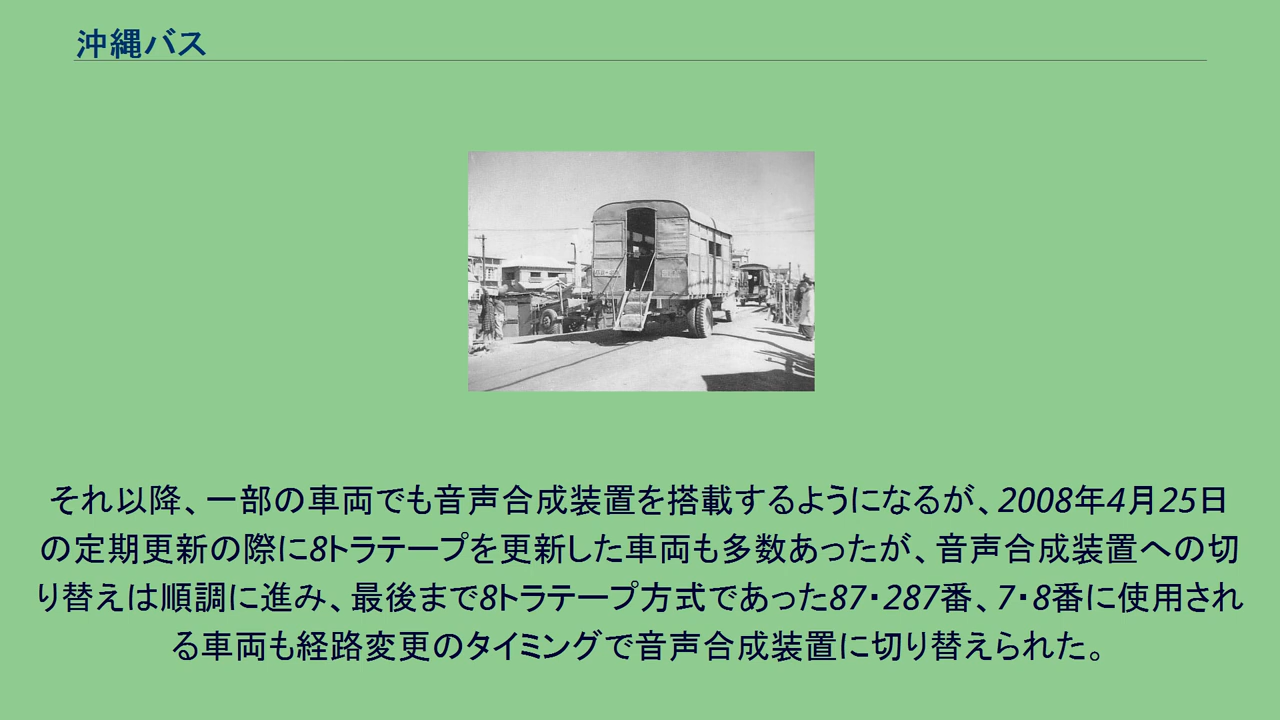 沖縄バス
それ以降、一部の車両でも音声合成装置を搭載するようになるが、2008年4月25日
の定期更新の際に8トラテープを更新した車両も多数あったが、音声合成装置への切
り替えは順調に進み、最後まで8トラテープ方式であった87・287番、7・8番に使用され
る車両も経路変更のタイミングで音声合成装置に切り替えられた。